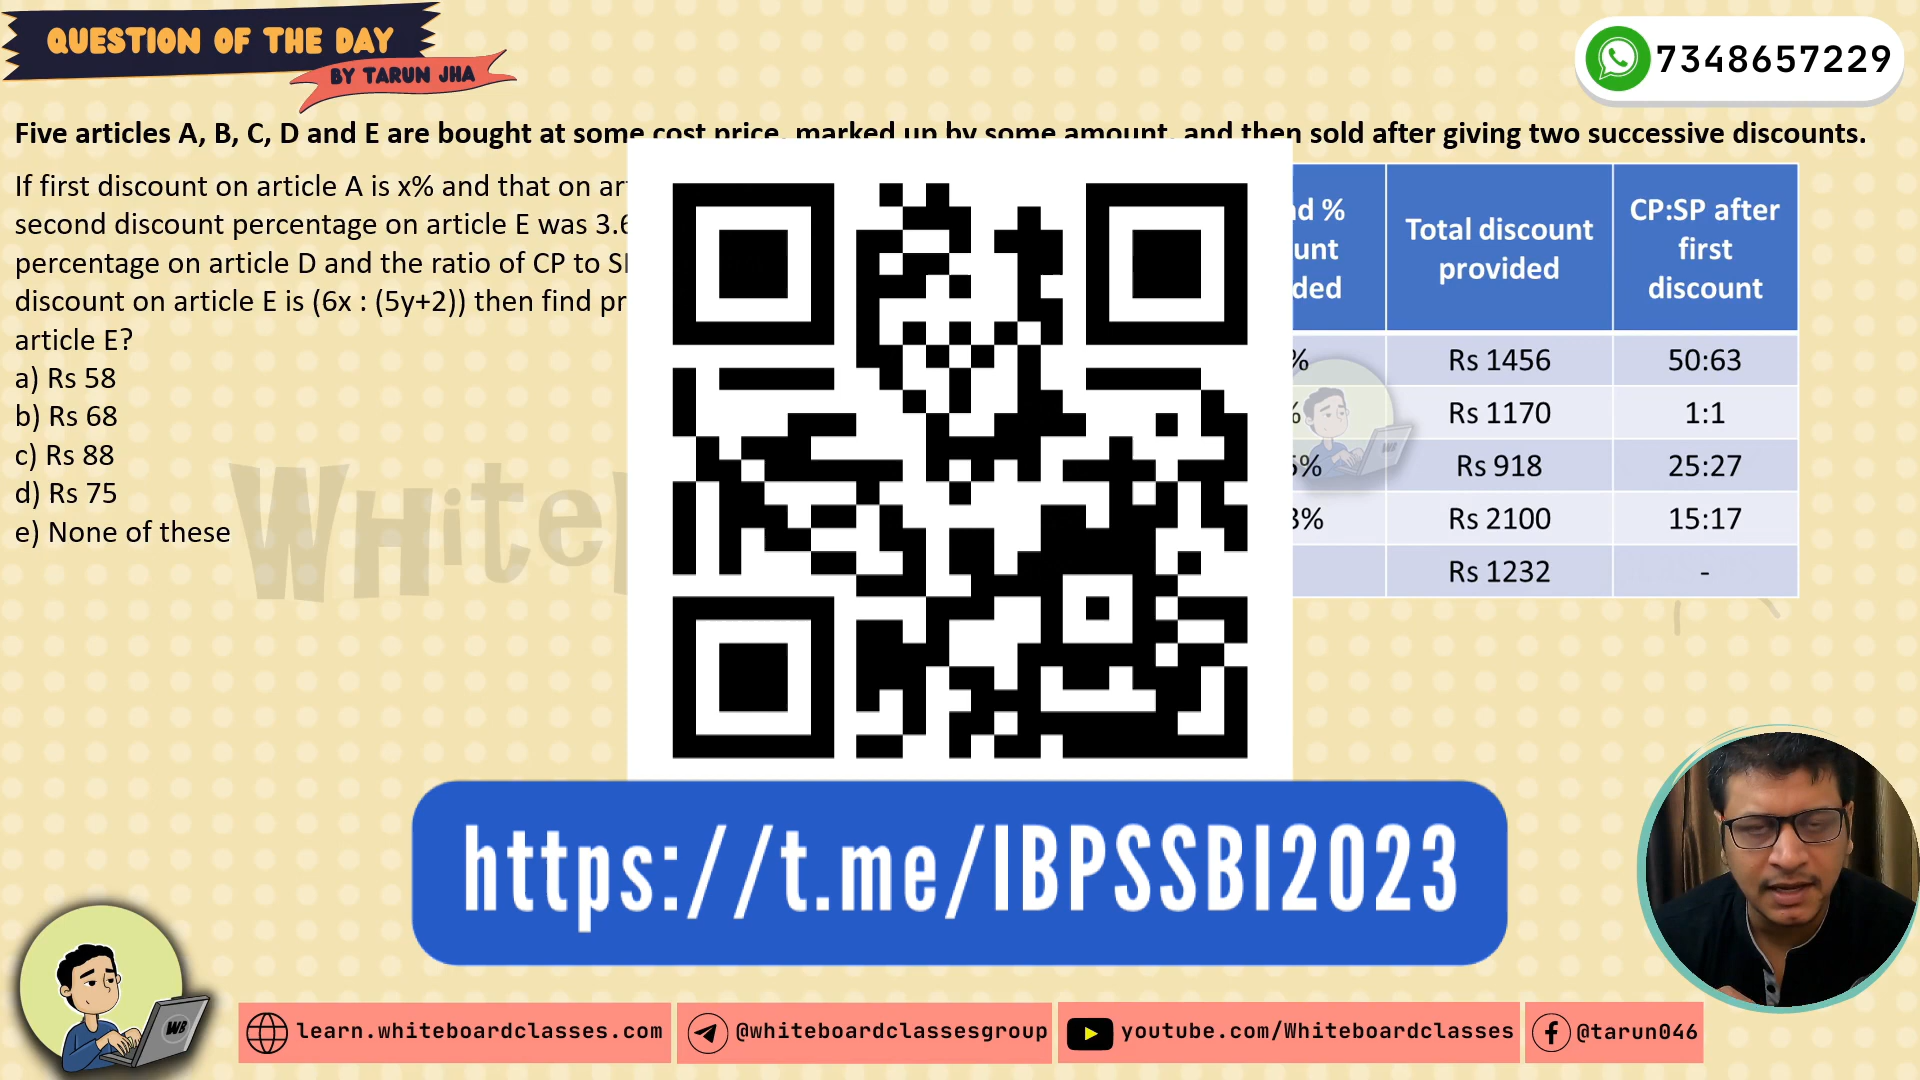 QUESTION OF THE DAY
BY TARUN JHA
7348657229
Five articles A, B, C, D and E are bought at some cost price, marked up by some amount, and then sold after giving two successive discounts.
If first discount on article A is x% and that on
second discount percentage on article E was
percentage on article D and the ratio of CP to
discount on article E is (6x : (5y+2)) then find
article E?
a) Rs 58
b) Rs 68
c) Rs 88
d) Rs 75
e) None of these
Total discount provided
CP:SP after first discount
% Rs 1456 50:63
% Rs 1170 1:1
% Rs 918 25:27
% Rs 2100 15:17
Rs 1232 -
https://t.me/IBPSSBI2023
WB
learn.whiteboardclasses.com
@whiteboardclassesgroup
youtube.com/Whiteboardclasses
@tarun046